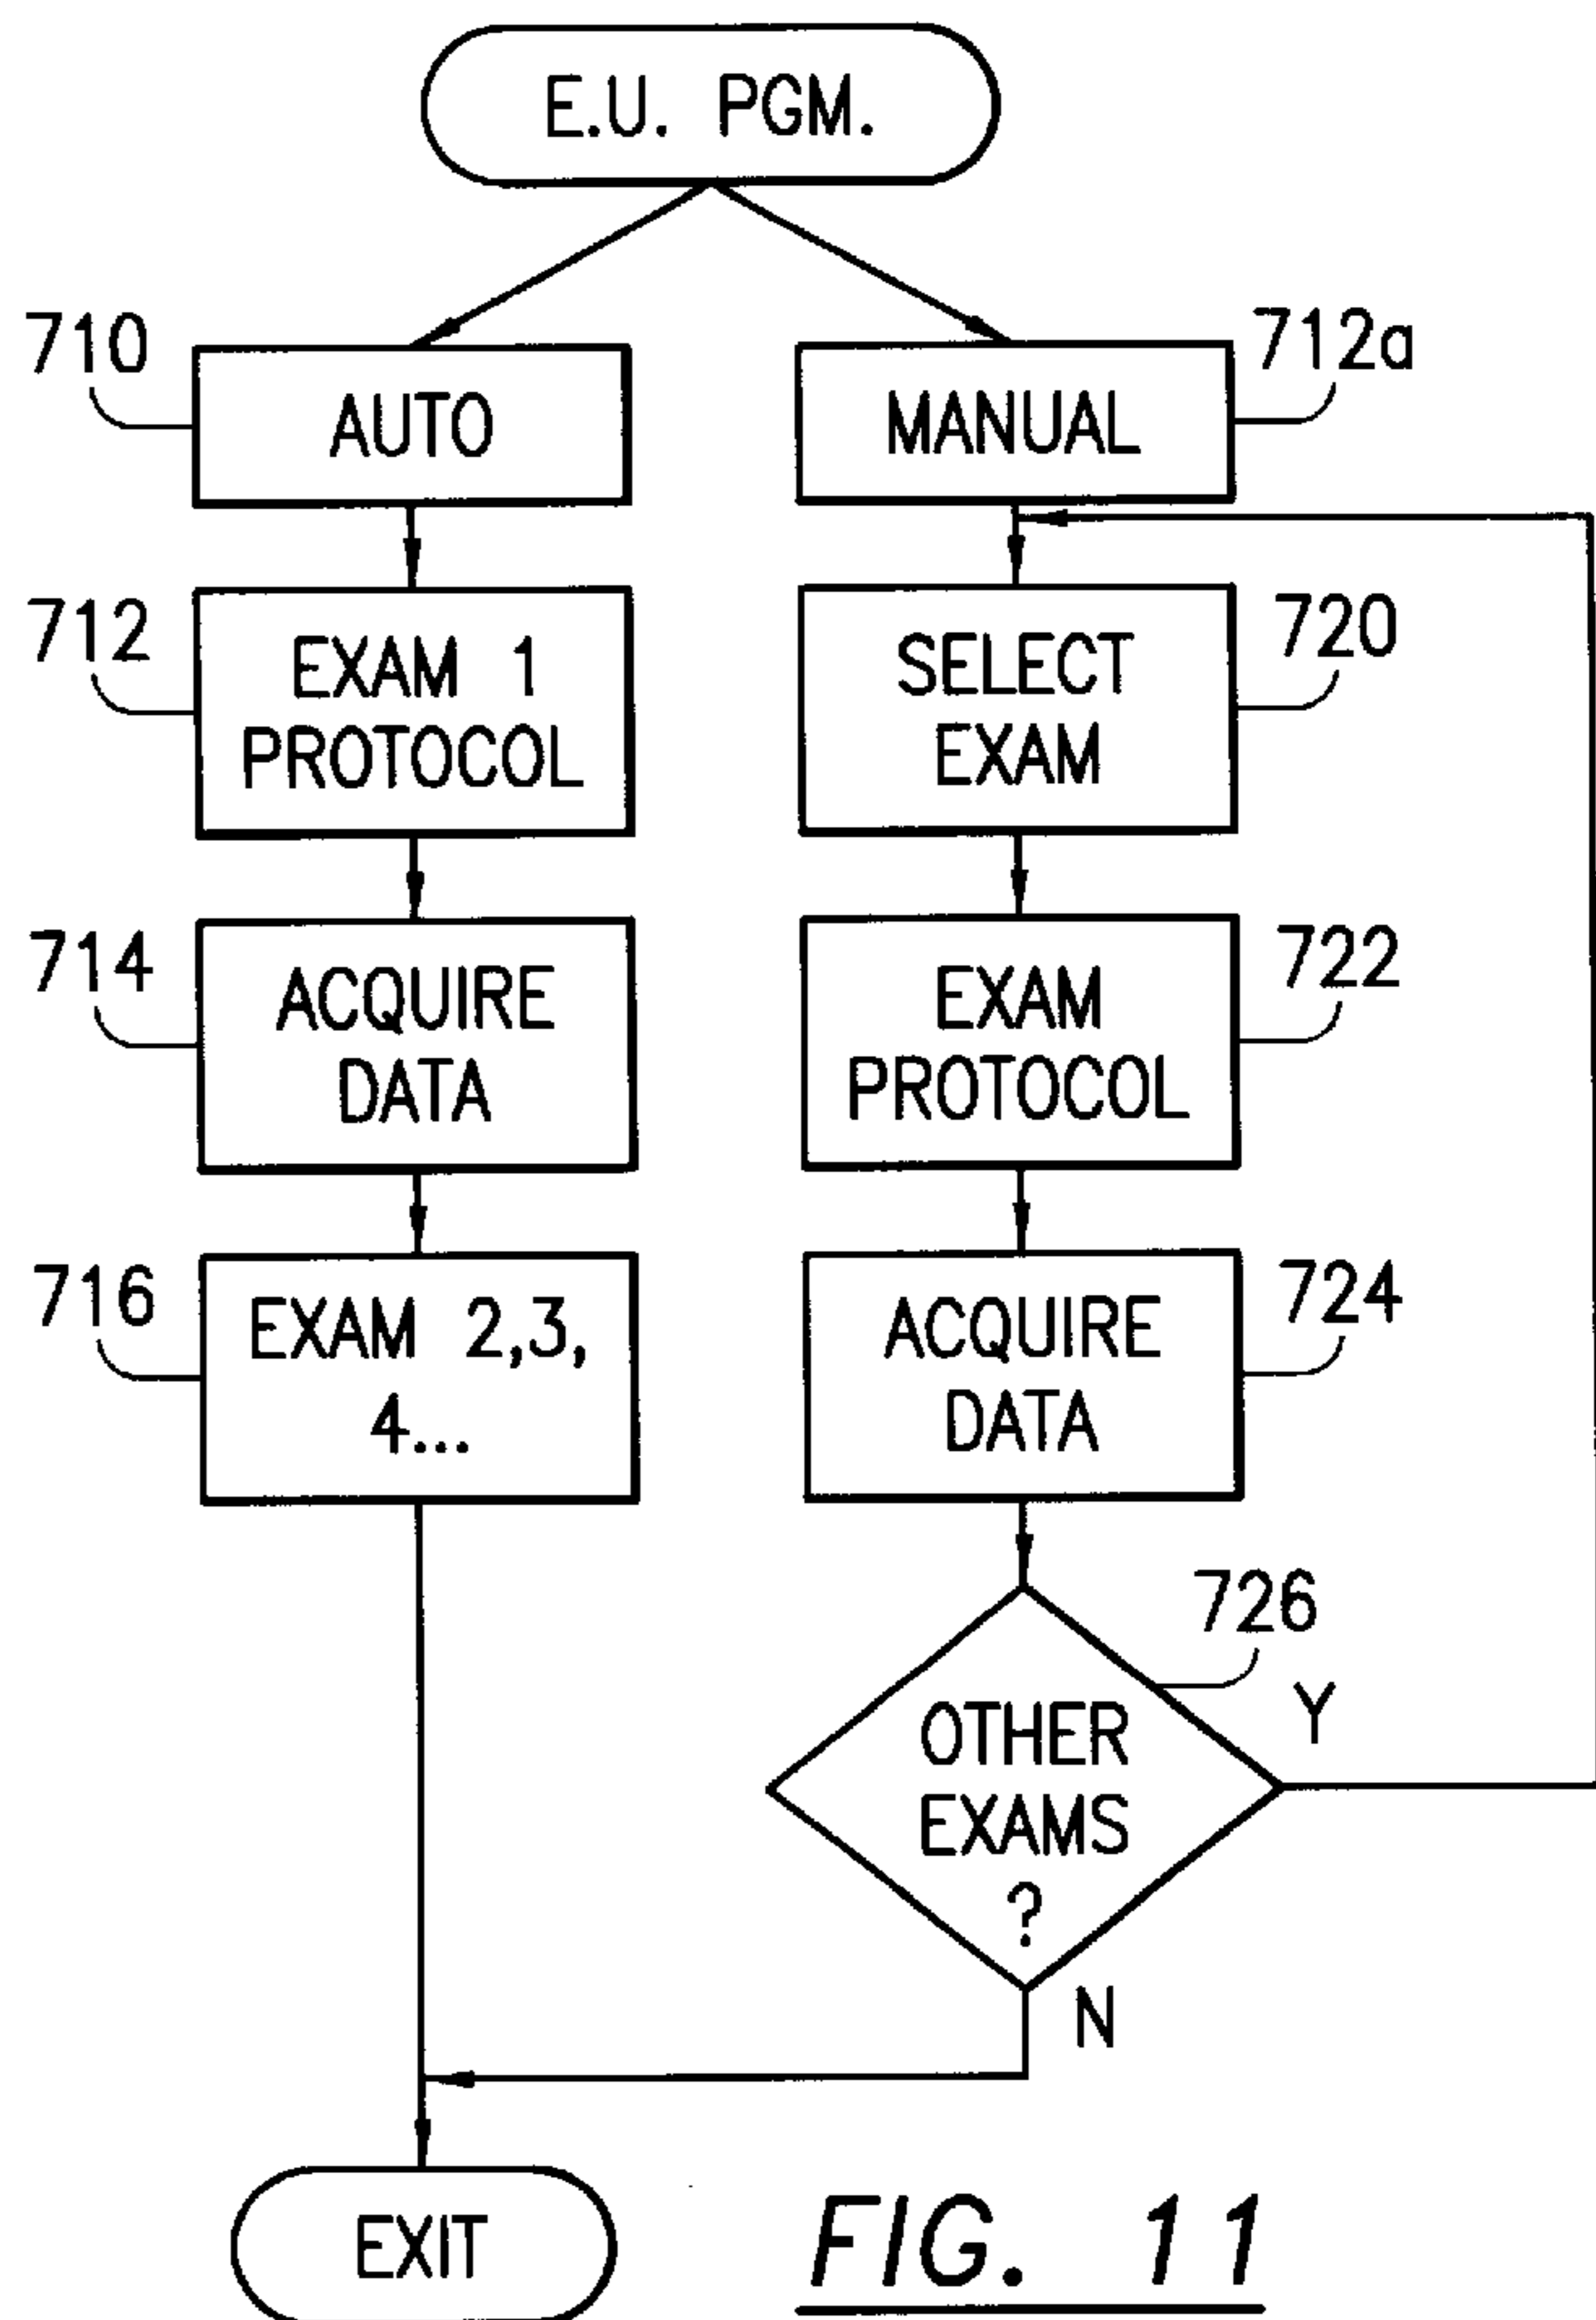 E.U. PGM.
710
AUTO
712a
MANUAL
712
EXAM 1
PROTOCOL
720
SELECT
EXAM
714
ACQUIRE
DATA
722
EXAM
PROTOCOL
716
EXAM 2,3,
4...
724
ACQUIRE
DATA
726
OTHER
EXAMS
?
Y
N
EXIT
FIG. 11